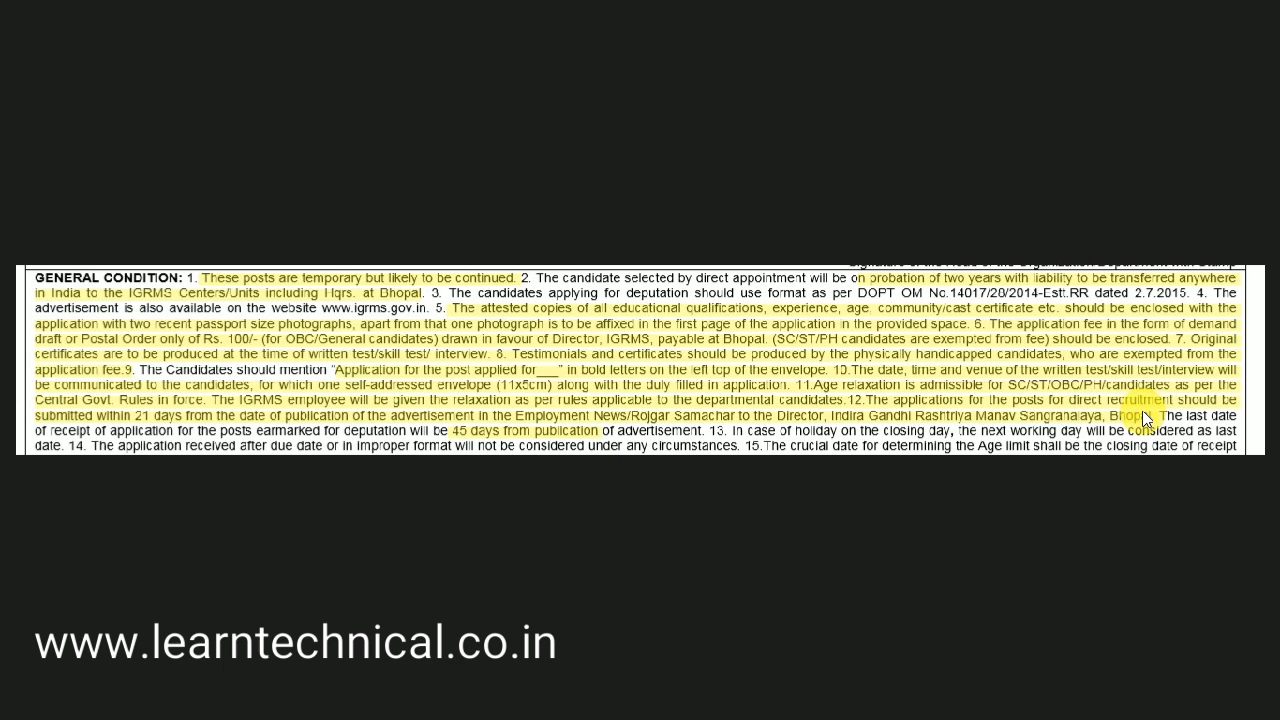 Signature of the Head of the Organization Department with Stamp
GENERAL CONDITION: 1. These posts are temporary but likely to be continued. 2. The candidate selected by direct appointment will be on probation of two years with liability to be transferred anywhere
in India to the IGRMS Centers/Units including Hqrs. at Bhopal. 3. The candidates applying for deputation should use format as per DOPT OM No.14017/20/2014-Estt.RR dated 2.7.2015. 4. The
advertisement is also available on the website www.igrms.gov.in. 5. The attested copies of all educational qualifications, experience, age, community/cast certificate etc. should be enclosed with the
application with two recent passport size photographs, apart from that one photograph is to be affixed in the first page of the application in the provided space. 6. The application fee in the form of demand
draft or Postal Order only of Rs. 100/- (for OBC/General candidates) drawn in favour of Director, IGRMS, payable at Bhopal. (SC/ST/PH candidates are exempted from fee) should be enclosed. 7. Original
certificates are to be produced at the time of written test/skill test/ interview. 8. Testimonials and certificates should be produced by the physically handicapped candidates, who are exempted from the
application fee.9. The Candidates should mention "Application for the post applied for___" in bold letters on the left top of the envelope. 10.The date, time and venue of the written test/skill test/interview will
be communicated to the candidates, for which one self-addressed envelope (11x5cm) along with the duly filled in application. 11.Age relaxation is admissible for SC/ST/OBC/PH/candidates as per the
Central Govt. Rules in force. The IGRMS employee will be given the relaxation as per rules applicable to the departmental candidates.12.The applications for the posts for direct recruitment should be
submitted within 21 days from the date of publication of the advertisement in the Employment News/Rojgar Samachar to the Director, Indira Gandhi Rashtriya Manav Sangrahalaya, Bhopal. The last date
of receipt of application for the posts earmarked for deputation will be 45 days from publication of advertisement. 13. In case of holiday on the closing day, the next working day will be considered as last
date. 14. The application received after due date or in improper format will not be considered under any circumstances. 15.The crucial date for determining the Age limit shall be the closing date of receipt
www.learntechnical.co.in